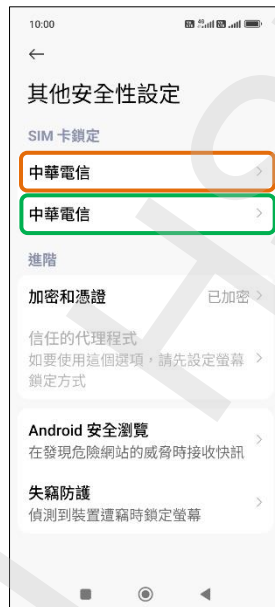 10:00
←
其他安全性設定
SIM 卡鎖定
中華電信
中華電信
進階
加密和憑證 已加密
信任的代理程式
如要使用這個選項，請先設定螢幕
鎖定方式
Android 安全瀏覽
在發現危險網站的威脅時接收快訊
失竊防護
偵測到裝置遭竊時鎖定螢幕